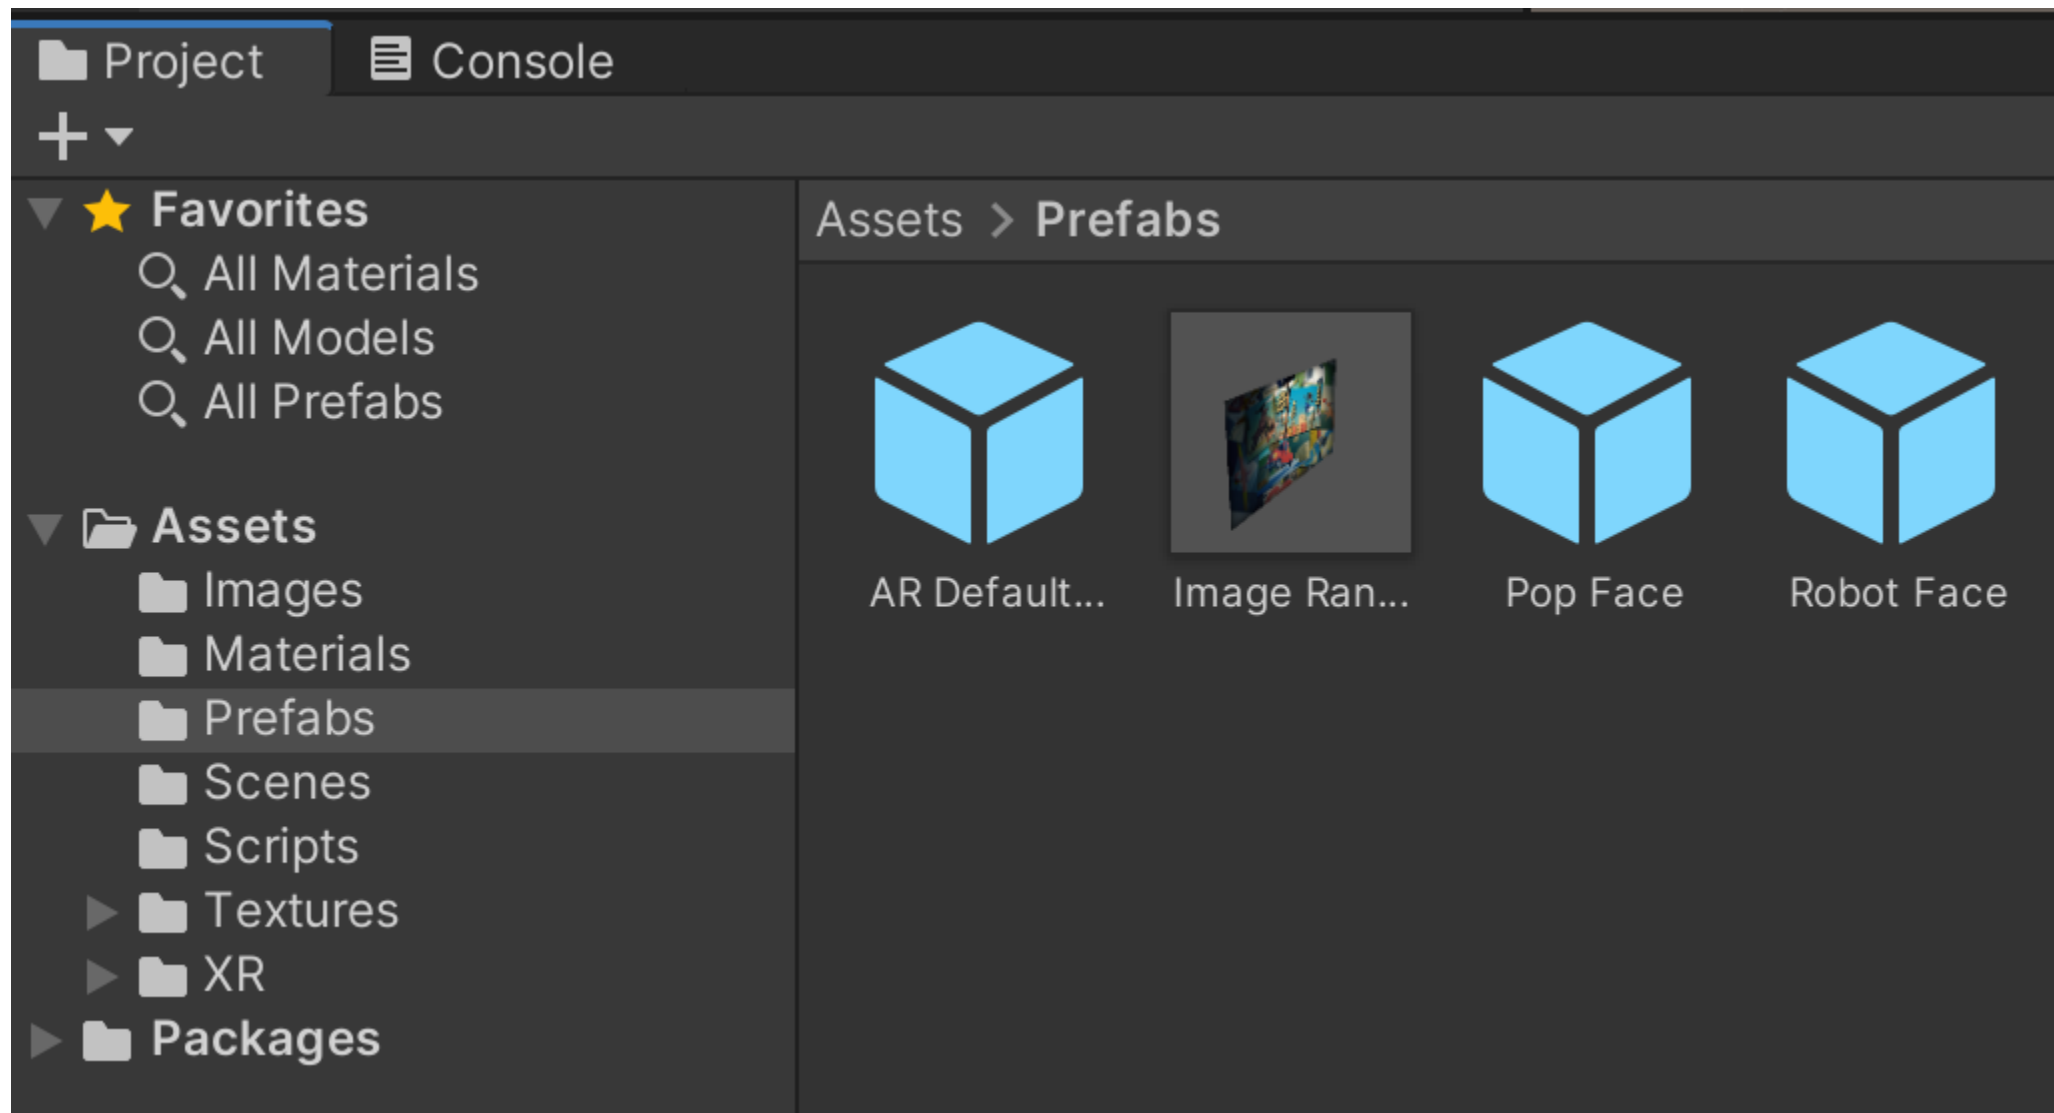 Project
Console
Favorites
All Materials
All Models
All Prefabs
Assets
Images
Materials
Prefabs
Scenes
Scripts
Textures
XR
Packages
Assets > Prefabs
AR Default...
Image Ran...
Pop Face
Robot Face